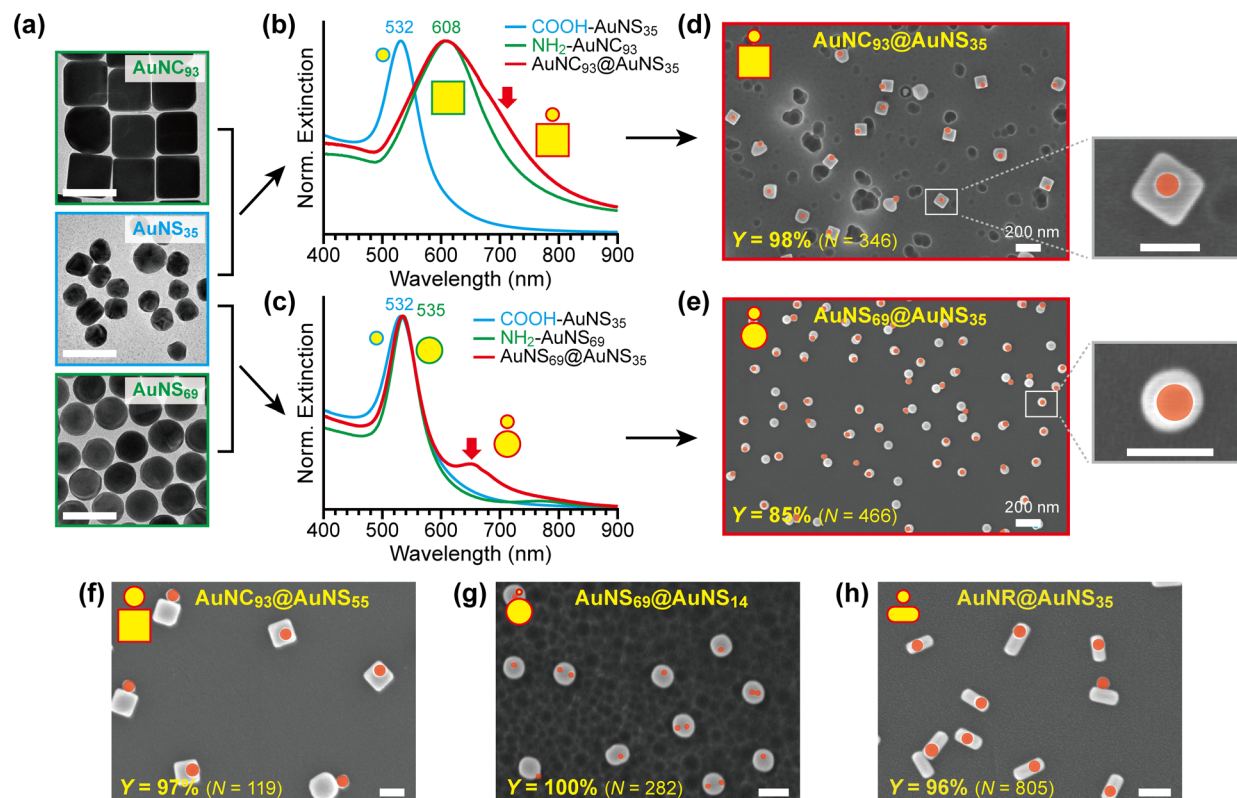 (a)
AuNC₉₃
AuNS₃₅
AuNS₆₉
(b)
532
608
COOH-AuNS₃₅
NH₂-AuNC₉₃
AuNC₉₃@AuNS₃₅
Norm. Extinction
400 500 600 700 800 900
Wavelength (nm)
(c)
532
535
COOH-AuNS₃₅
NH₂-AuNS₆₉
AuNS₆₉@AuNS₃₅
Norm. Extinction
400 500 600 700 800 900
Wavelength (nm)
(d)
AuNC₉₃@AuNS₃₅
Y = 98% (N = 346)
200 nm
(e)
AuNS₆₉@AuNS₃₅
Y = 85% (N = 466)
200 nm
(f)
AuNC₉₃@AuNS₅₅
Y = 97% (N = 119)
(g)
AuNS₆₉@AuNS₁₄
Y = 100% (N = 282)
(h)
AuNR@AuNS₃₅
Y = 96% (N = 805)